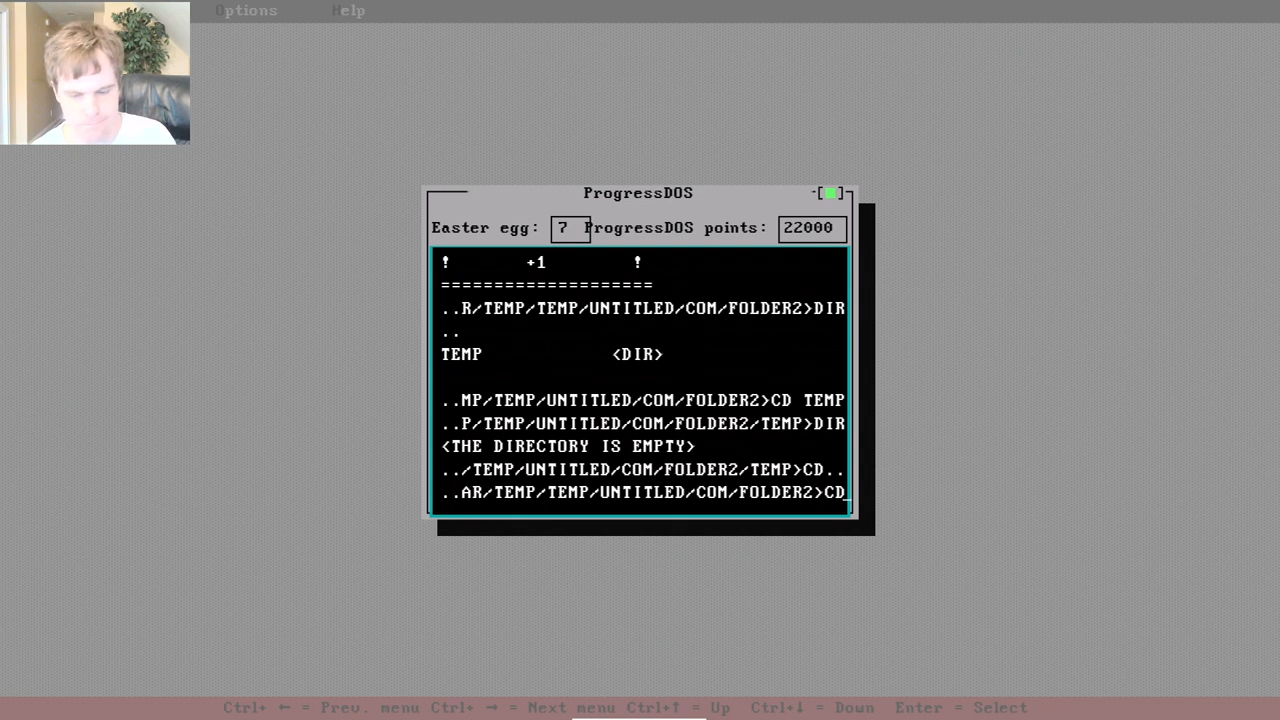 Options Help
ProgressDOS
Easter egg: 7 ProgressDOS points: 22000
! +1 !
====================
..R/TEMP/TEMP/UNTITLED/COM/FOLDER2>DIR
..
TEMP <DIR>
..MP/TEMP/UNTITLED/COM/FOLDER2>CD TEMP
..P/TEMP/UNTITLED/COM/FOLDER2/TEMP>DIR
<THE DIRECTORY IS EMPTY>
../TEMP/UNTITLED/COM/FOLDER2/TEMP>CD..
..AR/TEMP/TEMP/UNTITLED/COM/FOLDER2>CD_
Ctrl+ ← = Prev. menu Ctrl+ → = Next menu Ctrl+↑ = Up Ctrl+↓ = Down Enter = Select